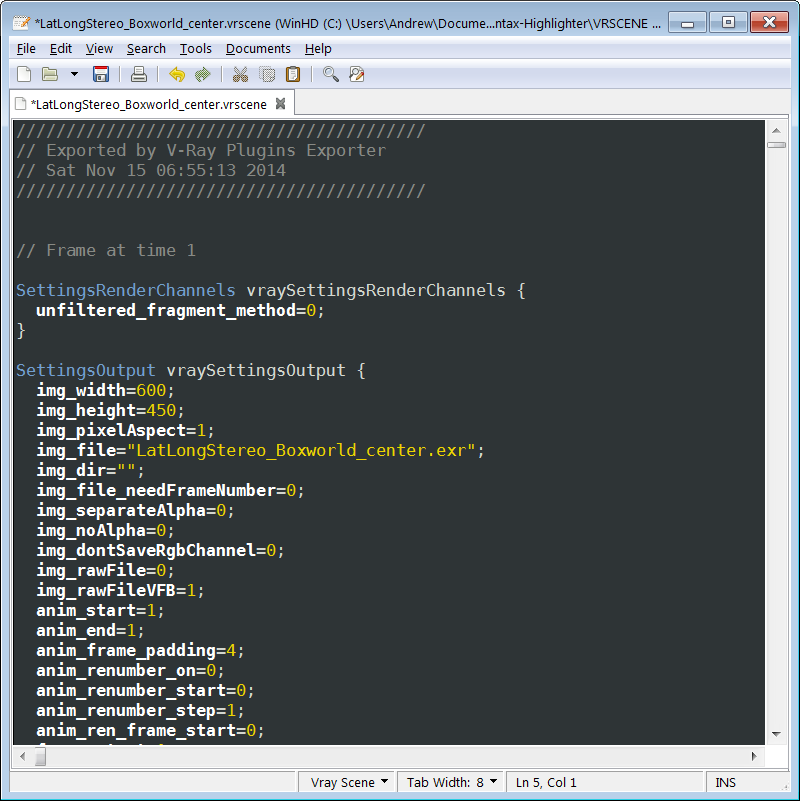 *LatLongStereo_Boxworld_center.vrscene (WinHD (C:) \Users\Andrew\Docume...ntax-Highlighter\VRSCENE ...
File Edit View Search Tools Documents Help
*LatLongStereo_Boxworld_center.vrscene
/////////////////////////////////////////
// Exported by V-Ray Plugins Exporter
// Sat Nov 15 06:55:13 2014
/////////////////////////////////////////
// Frame at time 1
SettingsRenderChannels vraySettingsRenderChannels {
unfiltered_fragment_method=0;
}
SettingsOutput vraySettingsOutput {
img_width=600;
img_height=450;
img_pixelAspect=1;
img_file="LatLongStereo_Boxworld_center.exr";
img_dir="";
img_file_needFrameNumber=0;
img_separateAlpha=0;
img_noAlpha=0;
img_dontSaveRgbChannel=0;
img_rawFile=0;
img_rawFileVFB=1;
anim_start=1;
anim_end=1;
anim_frame_padding=4;
anim_renumber_on=0;
anim_renumber_start=0;
anim_renumber_step=1;
anim_ren_frame_start=0;
Vray Scene Tab Width: 8 Ln 5, Col 1 INS